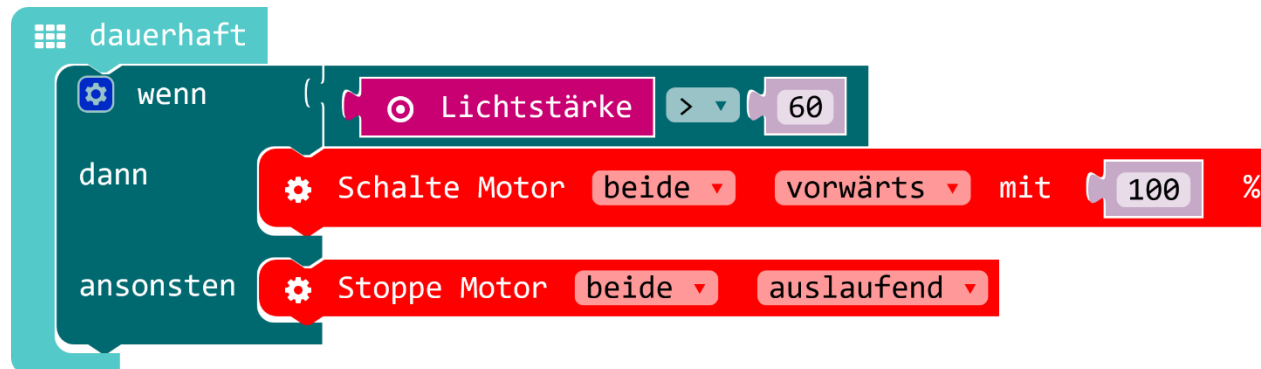 dauerhaft
wenn Lichtstärke > 60
dann Schalte Motor beide vorwärts mit 100 %
ansonsten Stoppe Motor beide auslaufend